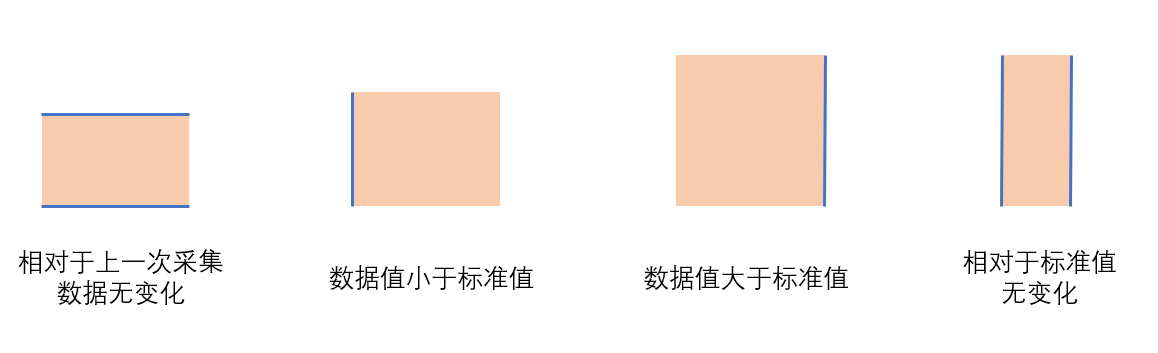 相对于上一次采集
数据无变化
数据值小于标准值
数据值大于标准值
相对于标准值
无变化